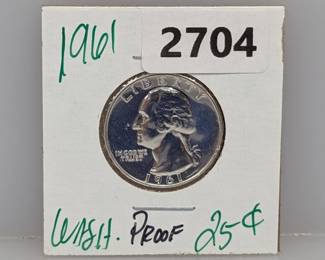 1961
2704
LIBERTY
IN GOD WE
TRUST
1961
WASH. PROOF 25¢